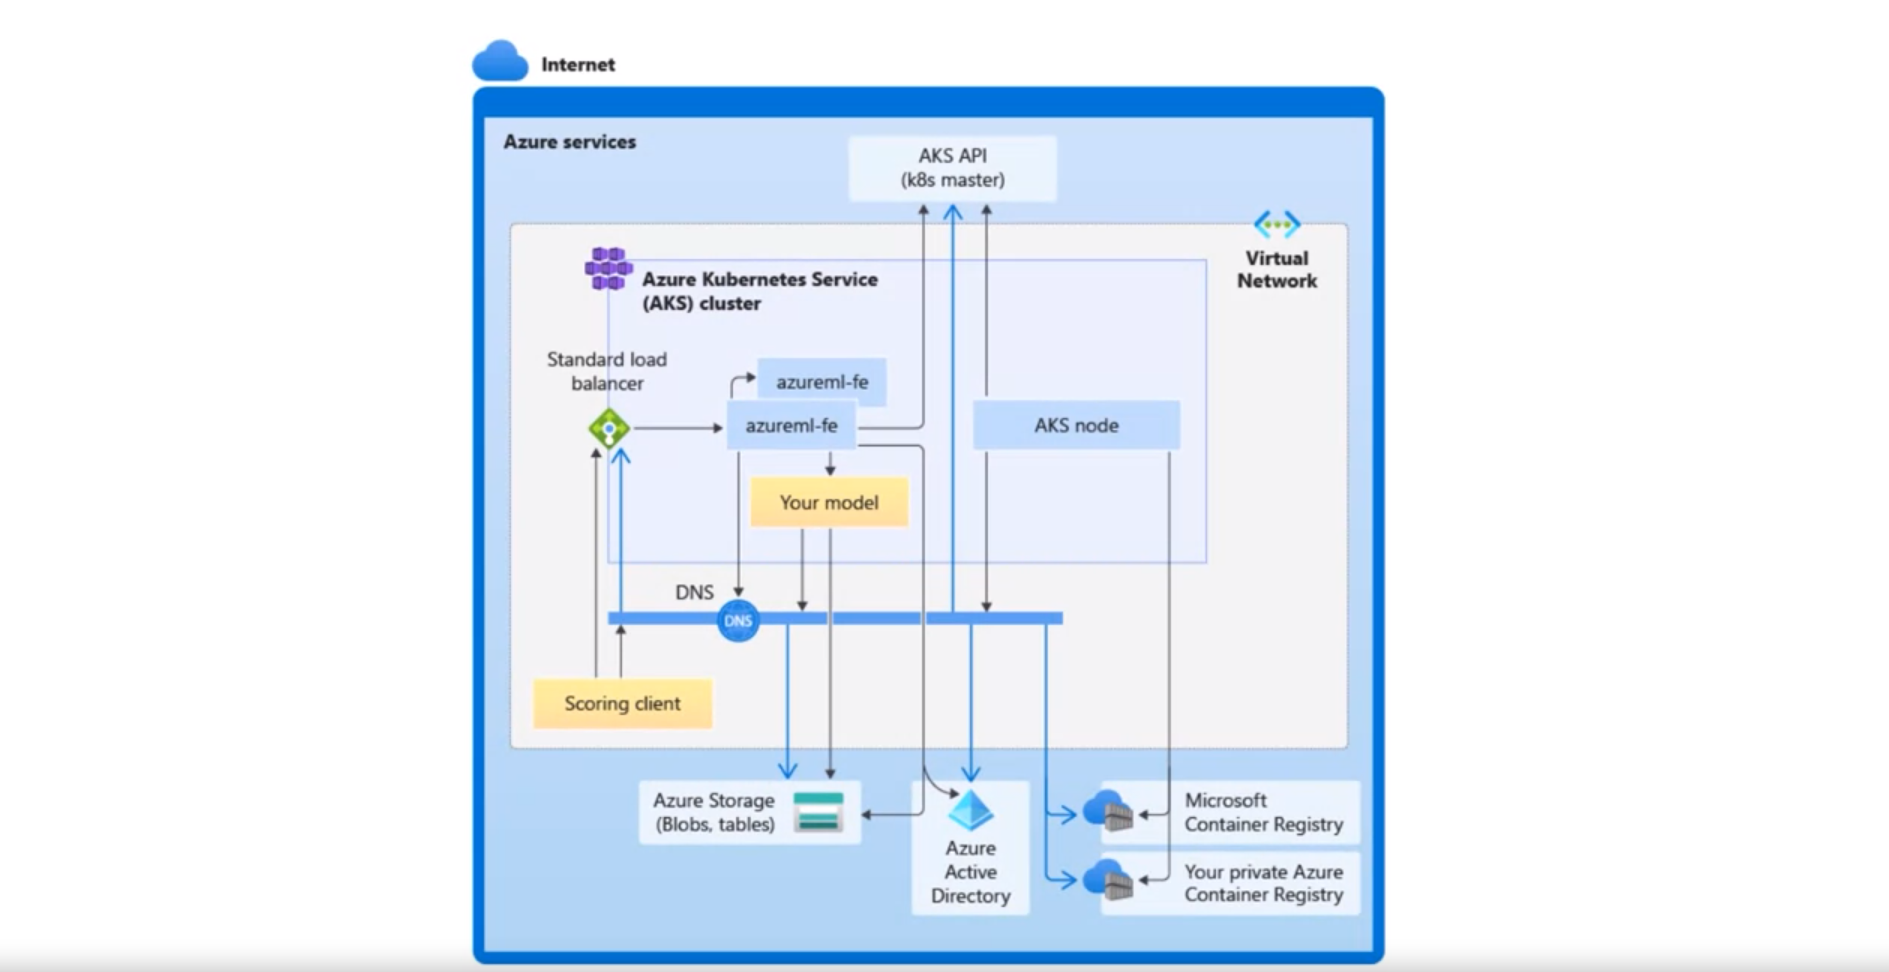 Internet
Azure services
AKS API
(k8s master)
Virtual
Network
Azure Kubernetes Service
(AKS) cluster
Standard load
balancer
azureml-fe
azureml-fe
AKS node
Your model
DNS
DNS
Scoring client
Azure Storage
(Blobs, tables)
Azure
Active
Directory
Microsoft
Container Registry
Your private Azure
Container Registry